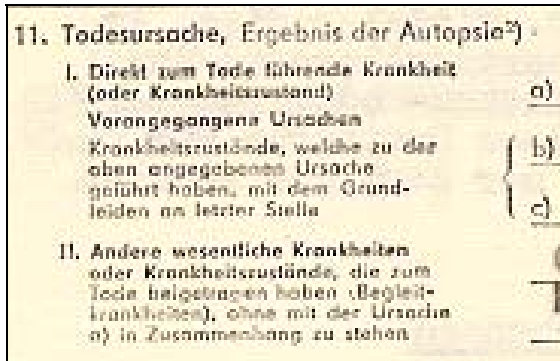 11. Todesursache, Ergebnis der Autopsie²)
I. Direkt zum Tode führende Krankheit
(oder Krankheitszustand) a)
Vorangegangene Ursachen
Krankheitszustände, welche zu der b)
oben angegebenen Ursache
geführt haben, mit dem Grund-
leiden an letzter Stelle c)
II. Andere wesentliche Krankheiten
oder Krankheitszustände, die zum
Tode beigetragen haben (Begleit-
krankheiten), ohne mit der Ursache
a) in Zusammenhang zu stehen